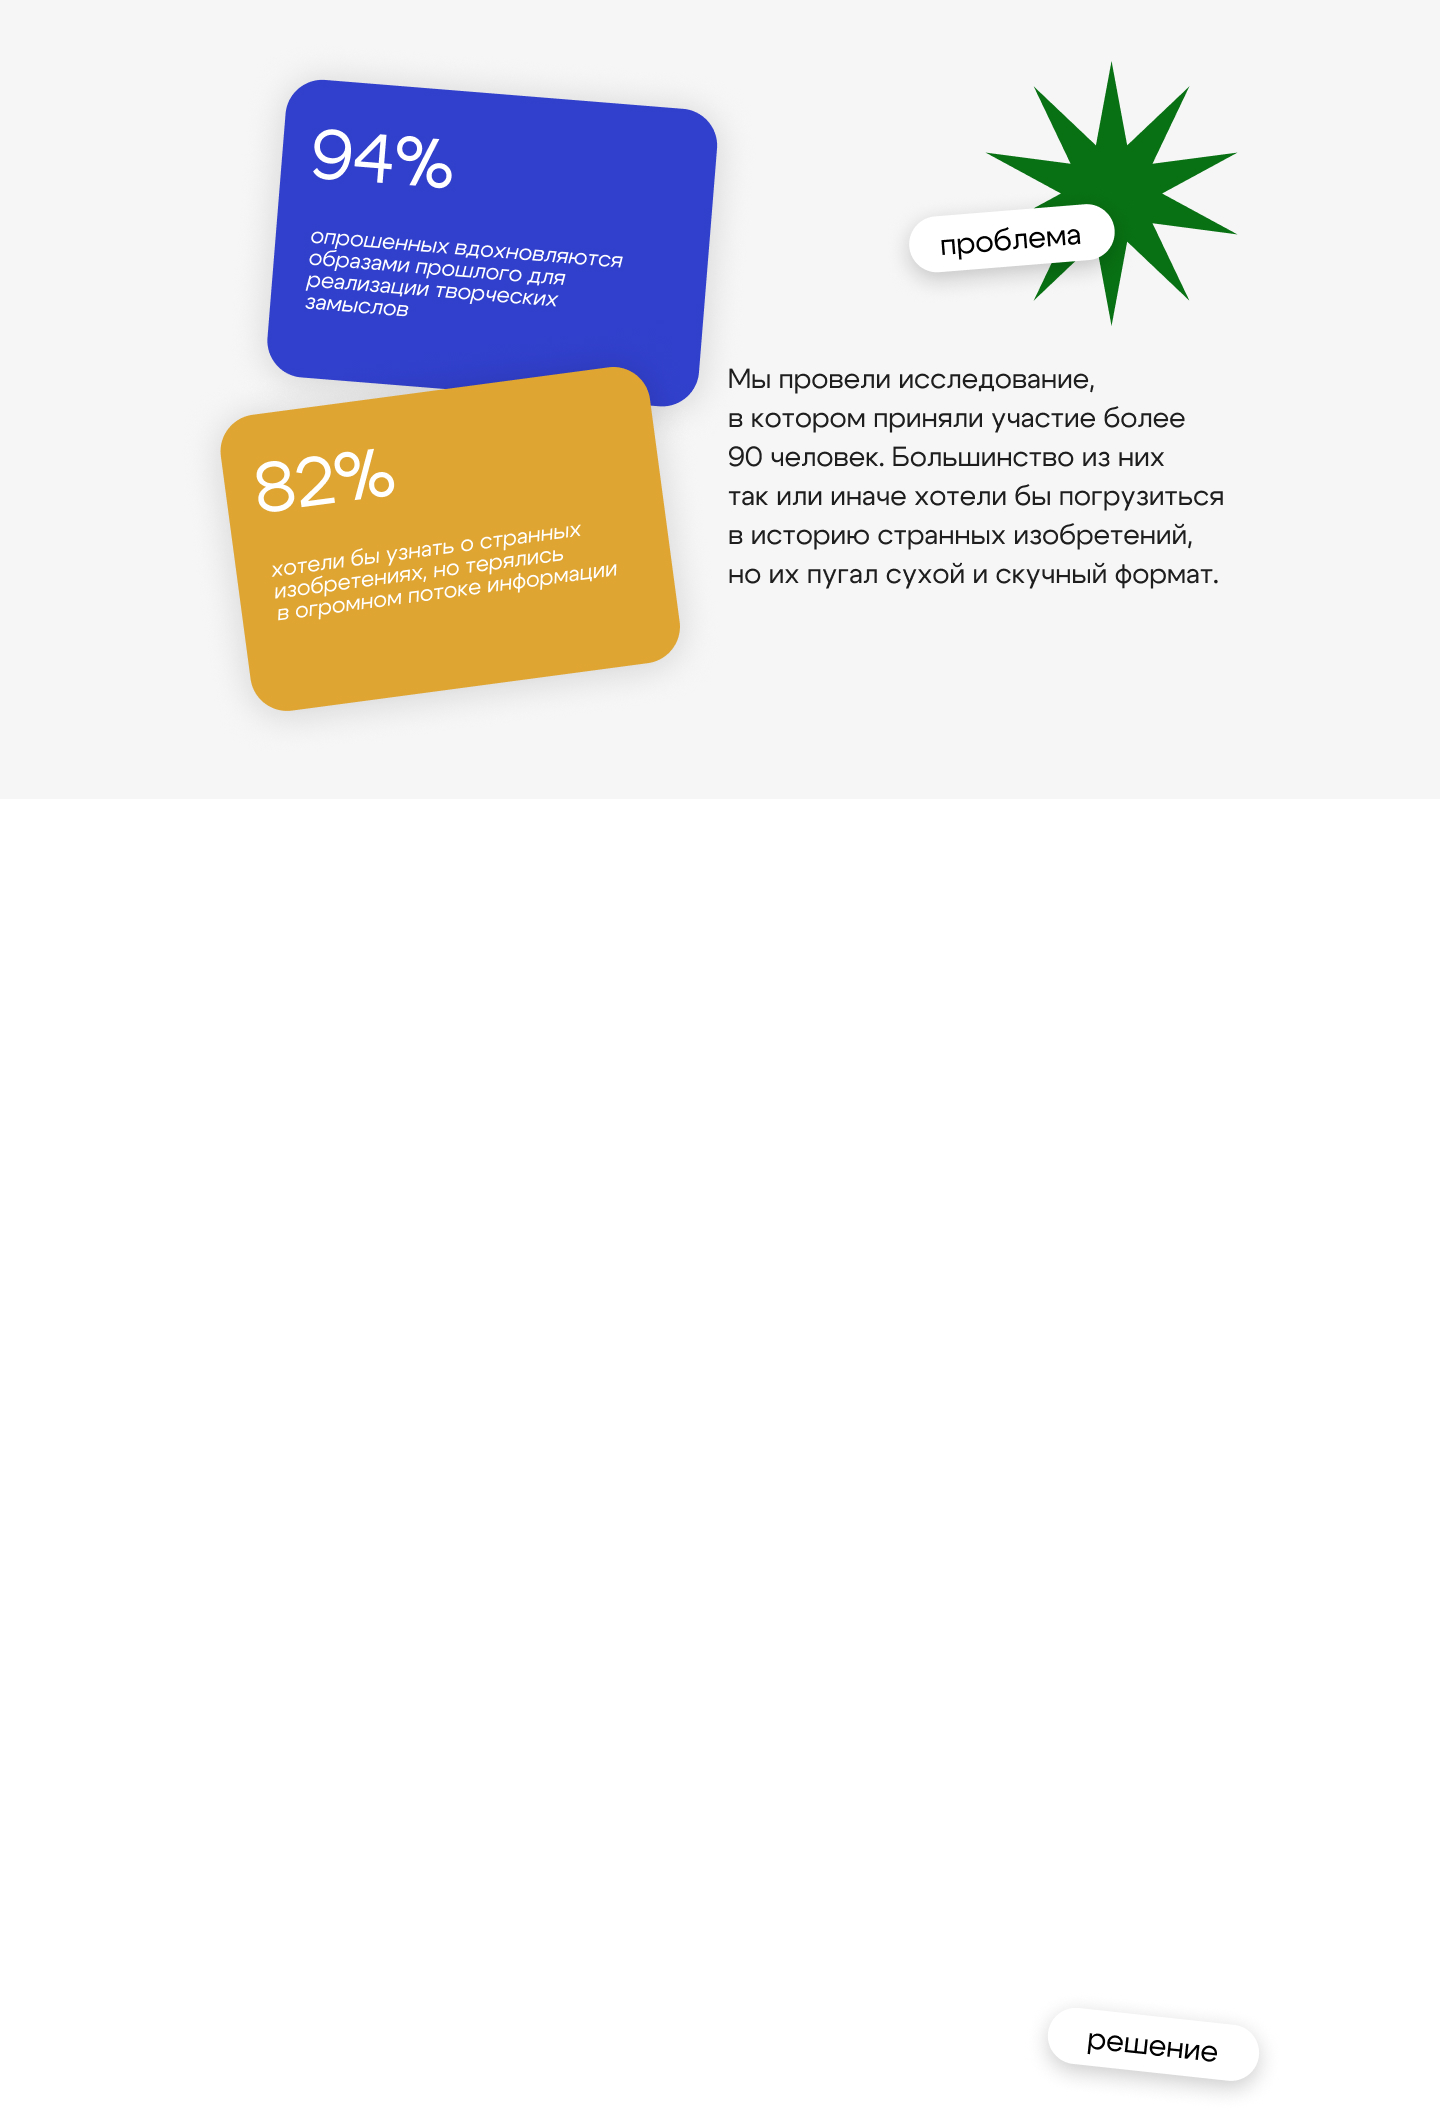 94%
опрошенных вдохновляются
образами прошлого для
реализации творческих
замыслов
82%
хотели бы узнать о странных
изобретениях, но терялись
в огромном потоке информации
проблема
Мы провели исследование,
в котором приняли участие более
90 человек. Большинство из них
так или иначе хотели бы погрузиться
в историю странных изобретений,
но их пугал сухой и скучный формат.
решение